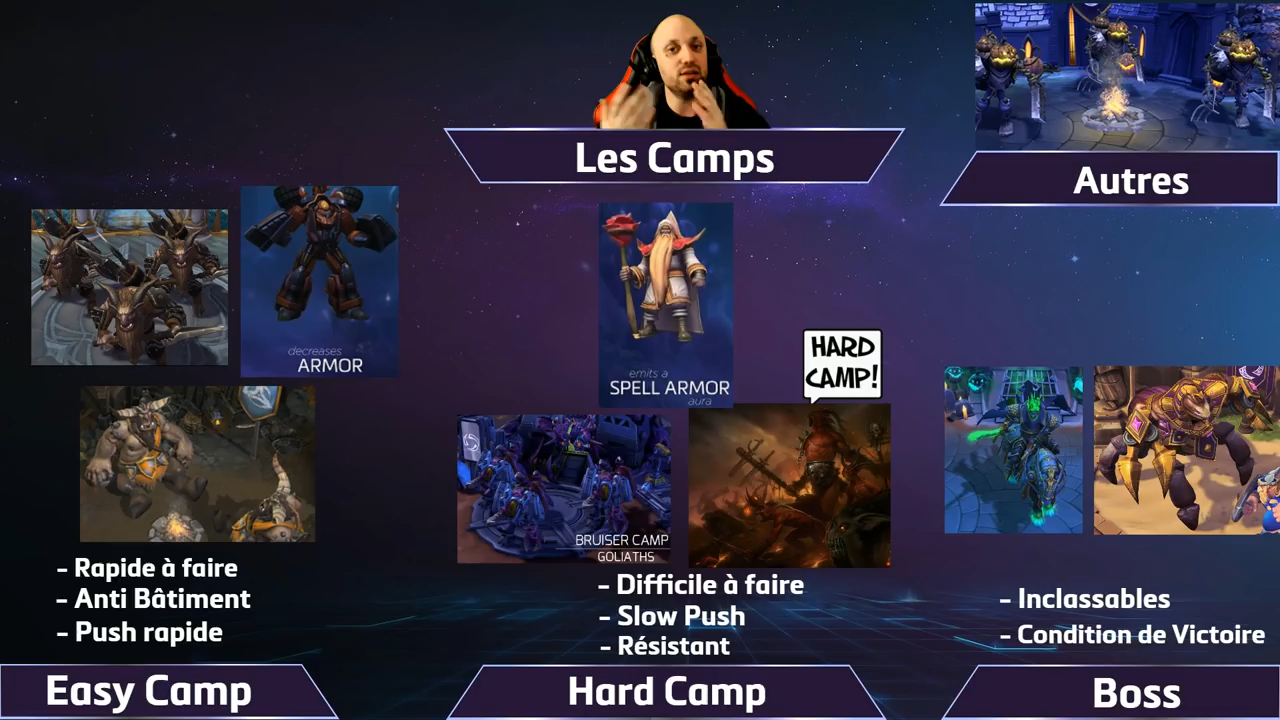 Les Camps
Autres
decreases
ARMOR
emits a
SPELL ARMOR
aura
HARD
CAMP!
BRUISER CAMP
GOLIATHS
- Rapide à faire
- Anti Bâtiment
- Push rapide
- Difficile à faire
- Slow Push
- Résistant
- Inclassables
- Condition de Victoire
Easy Camp
Hard Camp
Boss